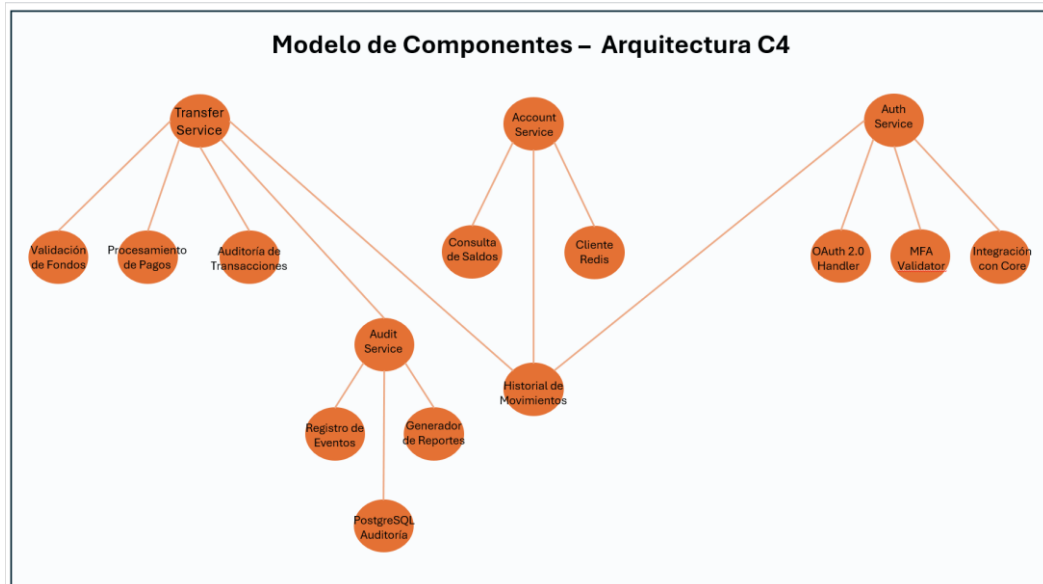 Modelo de Componentes – Arquitectura C4
Transfer
Service
Account
Service
Auth
Service
Validación
de Fondos
Procesamiento
de Pagos
Auditoría de
Transacciones
Consulta
de Saldos
Cliente
Redis
OAuth 2.0
Handler
MFA
Validator
Integración
con Core
Audit
Service
Historial de
Movimientos
Registro de
Eventos
Generador
de Reportes
PostgreSQL
Auditoría